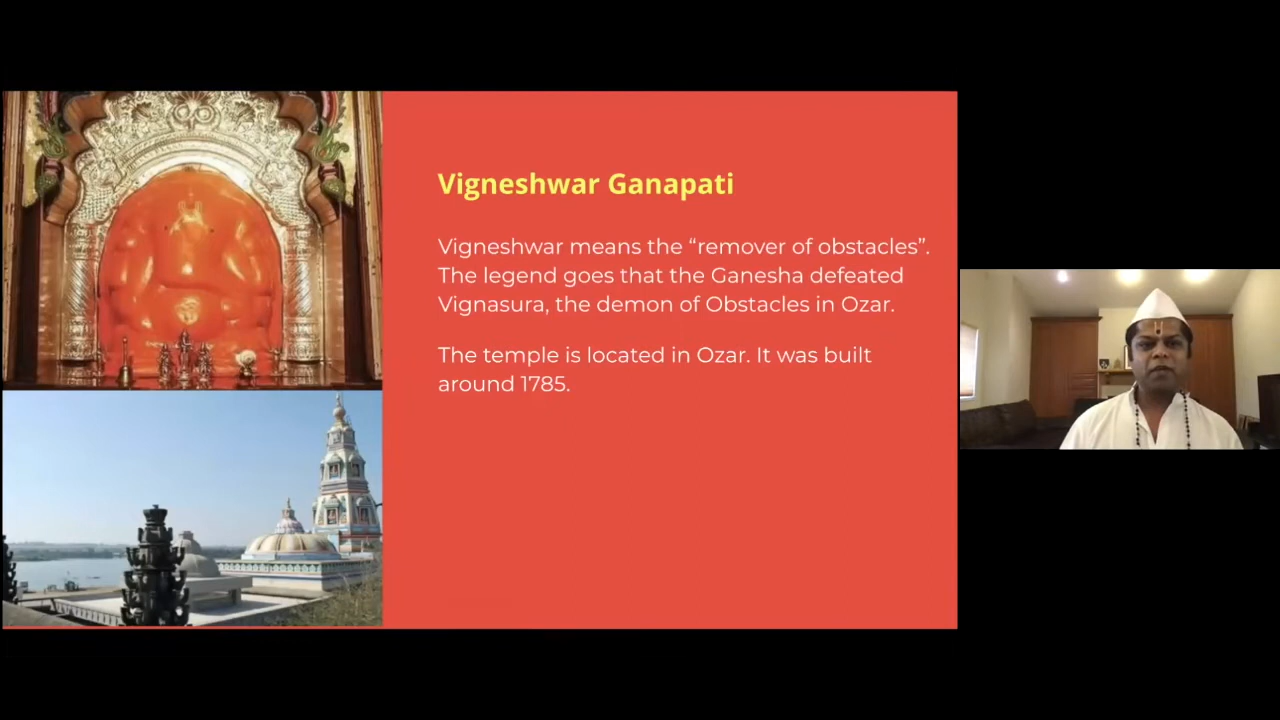 Vigneshwar Ganapati
Vigneshwar means the “remover of obstacles”.
The legend goes that the Ganesha defeated
Vignasura, the demon of Obstacles in Ozar.
The temple is located in Ozar. It was built
around 1785.